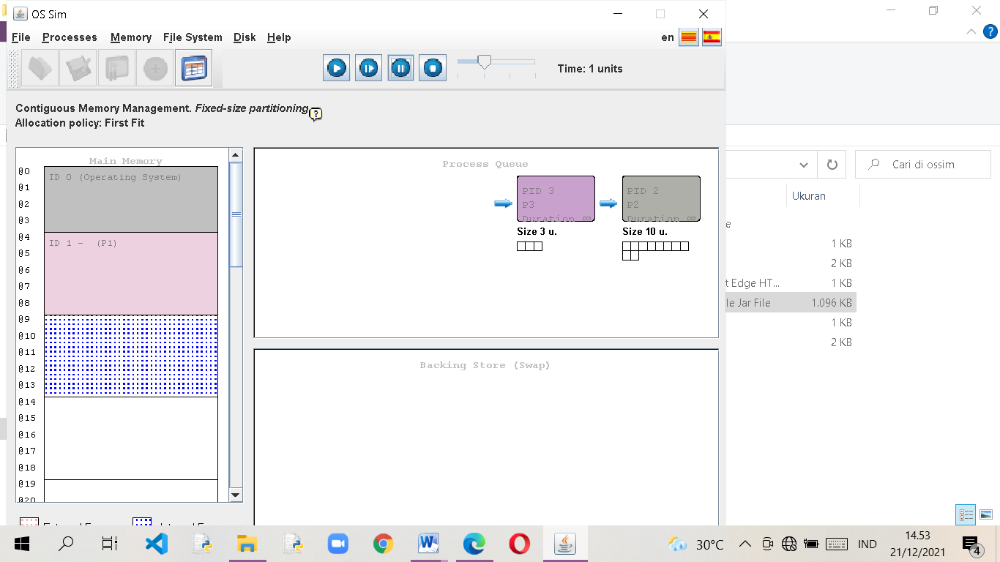 OS Sim
File Processes Memory File System Disk Help
en
Time: 1 units
Contiguous Memory Management. Fixed-size partitioning
?
Allocation policy: First Fit
Main Memory
@0
ID 0 (Operating System)
@1
@2
@3
@4
ID 1 - (P1)
@5
@6
@7
@8
@9
@10
@11
@12
@13
@14
@15
@16
@17
@18
@19
@20
Process Queue
PID 3
P3
Duration ∞
Size 3 u.
PID 2
P2
Duration ∞
Size 10 u.
Backing Store (Swap)
?
Cari di ossim
Ukuran
e
1 KB
2 KB
t Edge HT... 1 KB
le Jar File 1.096 KB
1 KB
2 KB
30°C
IND
14.53
21/12/2021
4